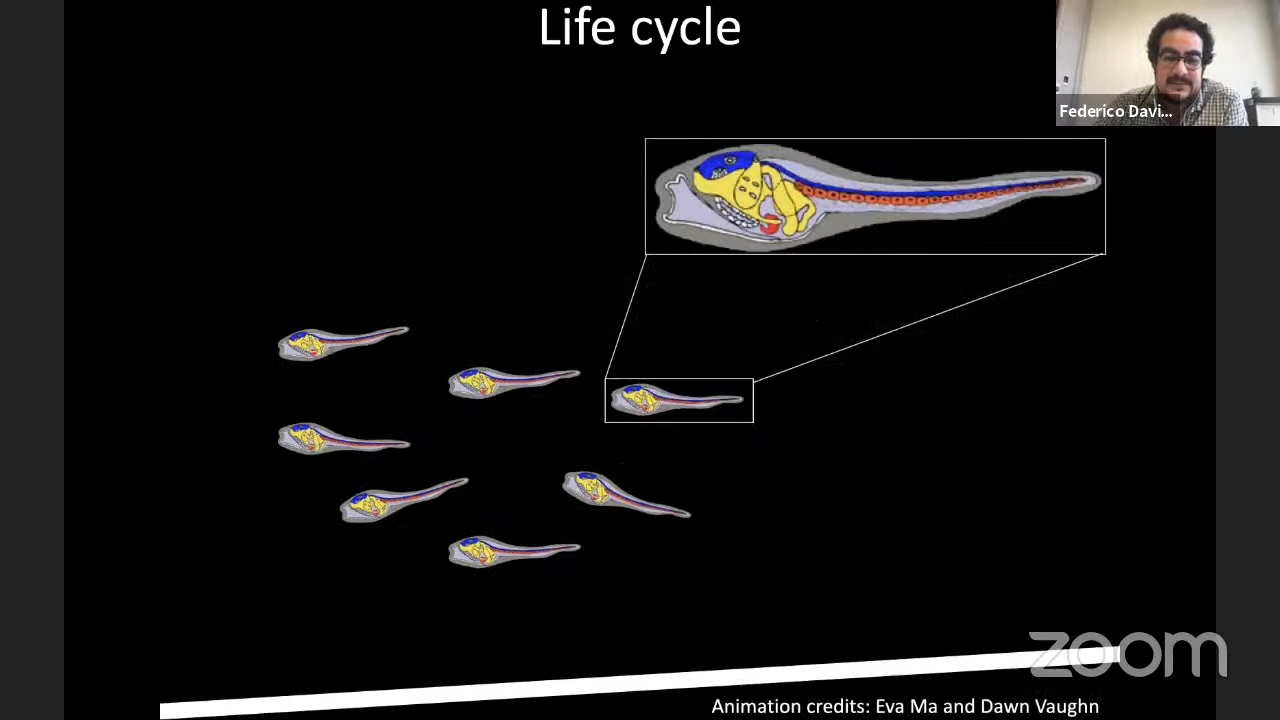 Life cycle
Federico Davi...
zoom
Animation credits: Eva Ma and Dawn Vaughn